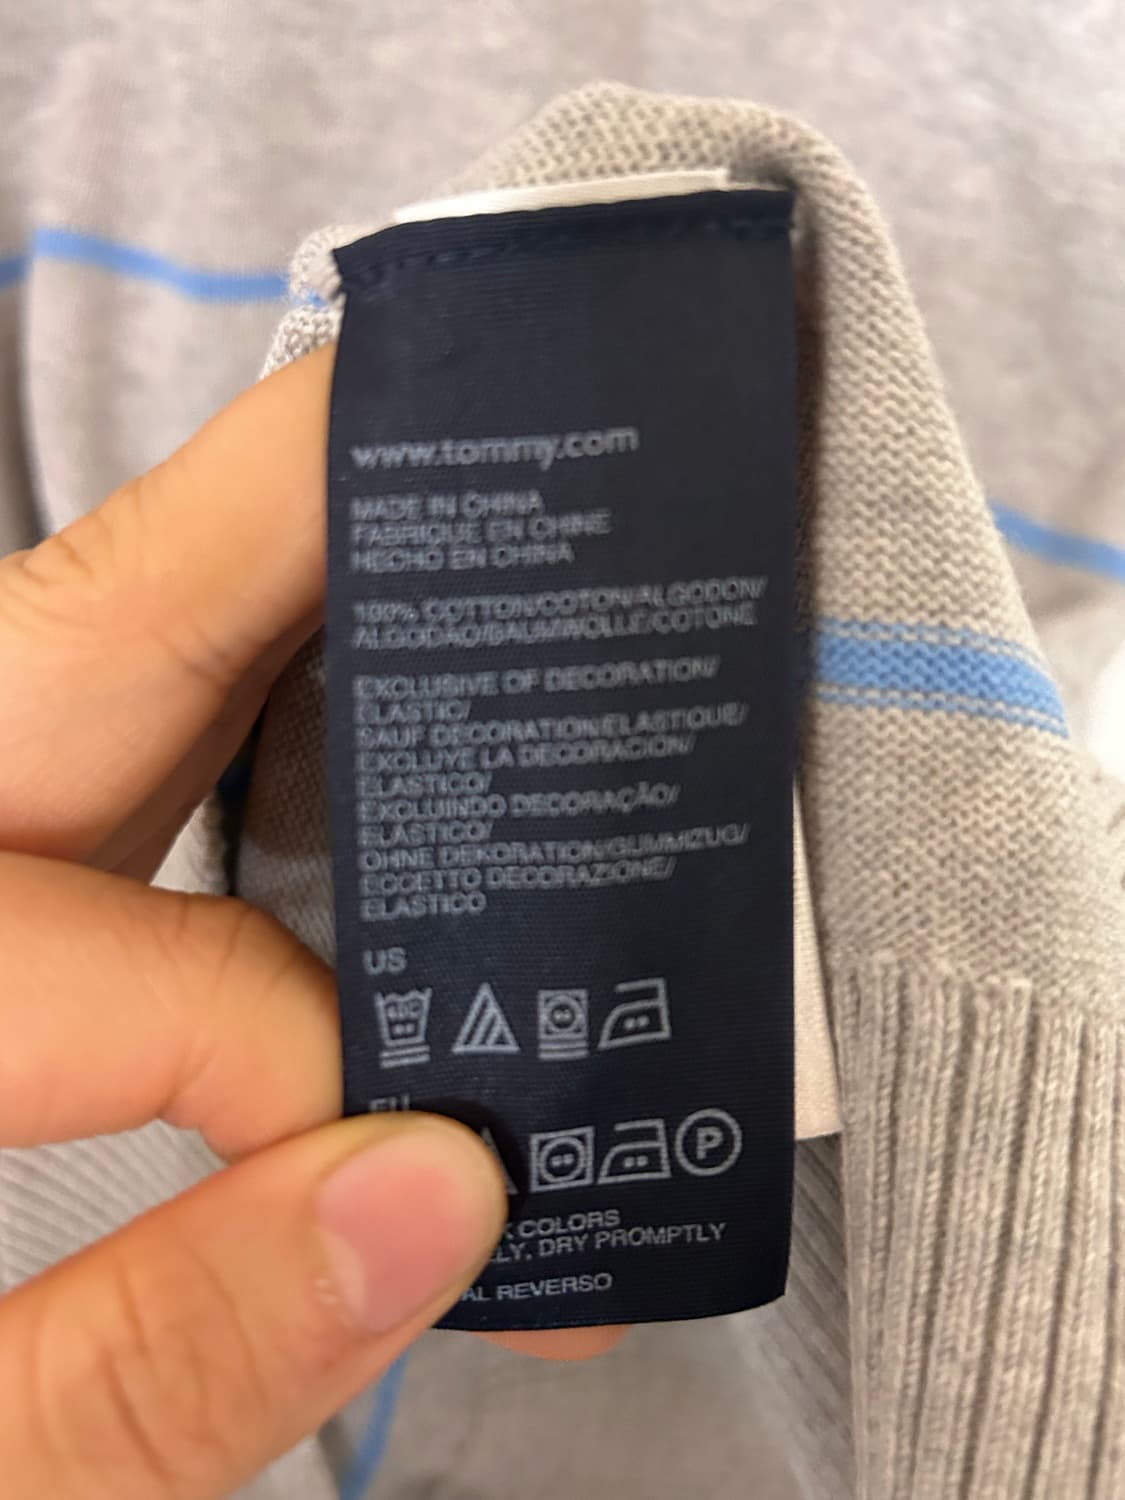 www.tommy.com
MADE IN CHINA
FABRIQUE EN CHINE
HECHO EN CHINA
100% COTTON/COTON/ALGODON/
ALGODAO/BAUMWOLLE/COTONE
EXCLUSIVE OF DECORATION/
ELASTIC/
SAUF DECORATION/ELASTIQUE/
EXCLUYE LA DECORACION/
ELASTICO/
EXCLUINDO DECORAÇÃO/
ELASTICO/
OHNE DEKORATION/GUMMIZUG/
ECCETTO DECORAZIONE/
ELASTICO
US
EU
P
COLORS
DRY PROMPTLY
REVERSO